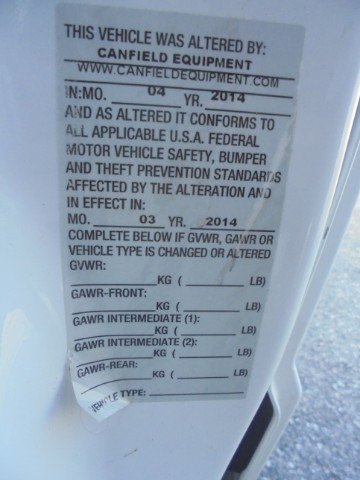 THIS VEHICLE WAS ALTERED BY:
CANFIELD EQUIPMENT
WWW.CANFIELDEQUIPMENT.COM
IN:MO. 04 YR. 2014
AND AS ALTERED IT CONFORMS TO
ALL APPLICABLE U.S.A. FEDERAL
MOTOR VEHICLE SAFETY, BUMPER
AND THEFT PREVENTION STANDARDS
AFFECTED BY THE ALTERATION AND
IN EFFECT IN:
MO. 03 YR. 2014
COMPLETE BELOW IF GVWR, GAWR OR
VEHICLE TYPE IS CHANGED OR ALTERED
GVWR:
KG ( LB)
GAWR-FRONT:
KG ( LB)
GAWR INTERMEDIATE (1):
KG ( LB)
GAWR INTERMEDIATE (2):
KG ( LB)
GAWR-REAR:
KG ( LB)
VEHICLE TYPE: